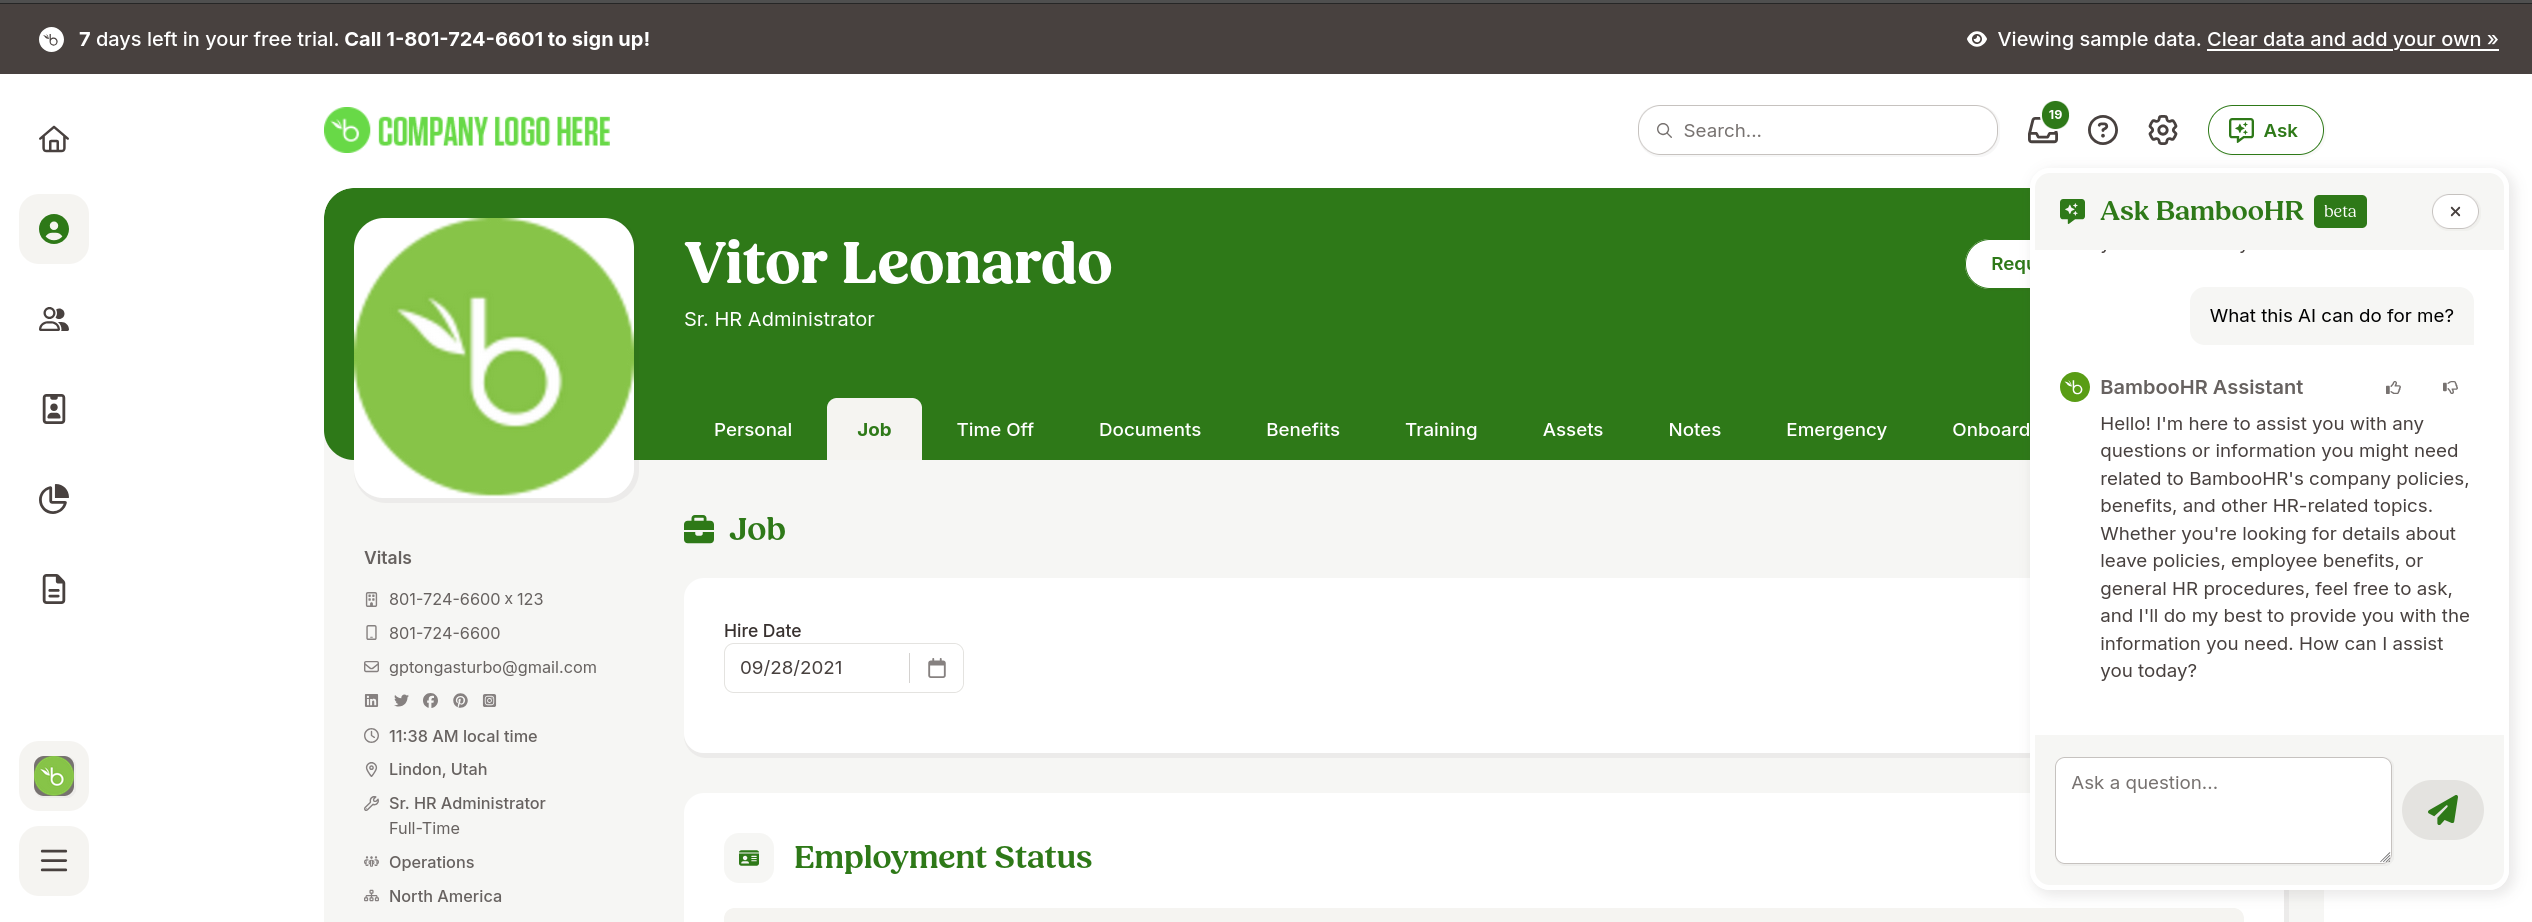 7 days left in your free trial. Call 1-801-724-6601 to sign up!
Viewing sample data. Clear data and add your own »
COMPANY LOGO HERE
Search...
19
Ask
Vitor Leonardo
Sr. HR Administrator
Personal
Job
Time Off
Documents
Benefits
Training
Assets
Notes
Emergency
Onboard
Vitals
801-724-6600 x 123
801-724-6600
gptongasturbo@gmail.com
11:38 AM local time
Lindon, Utah
Sr. HR Administrator
Full-Time
Operations
North America
Job
Hire Date
09/28/2021
Employment Status
Ask BambooHR beta
What this AI can do for me?
BambooHR Assistant
Hello! I'm here to assist you with any
questions or information you might need
related to BambooHR's company policies,
benefits, and other HR-related topics.
Whether you're looking for details about
leave policies, employee benefits, or
general HR procedures, feel free to ask,
and I'll do my best to provide you with the
information you need. How can I assist
you today?
Ask a question...